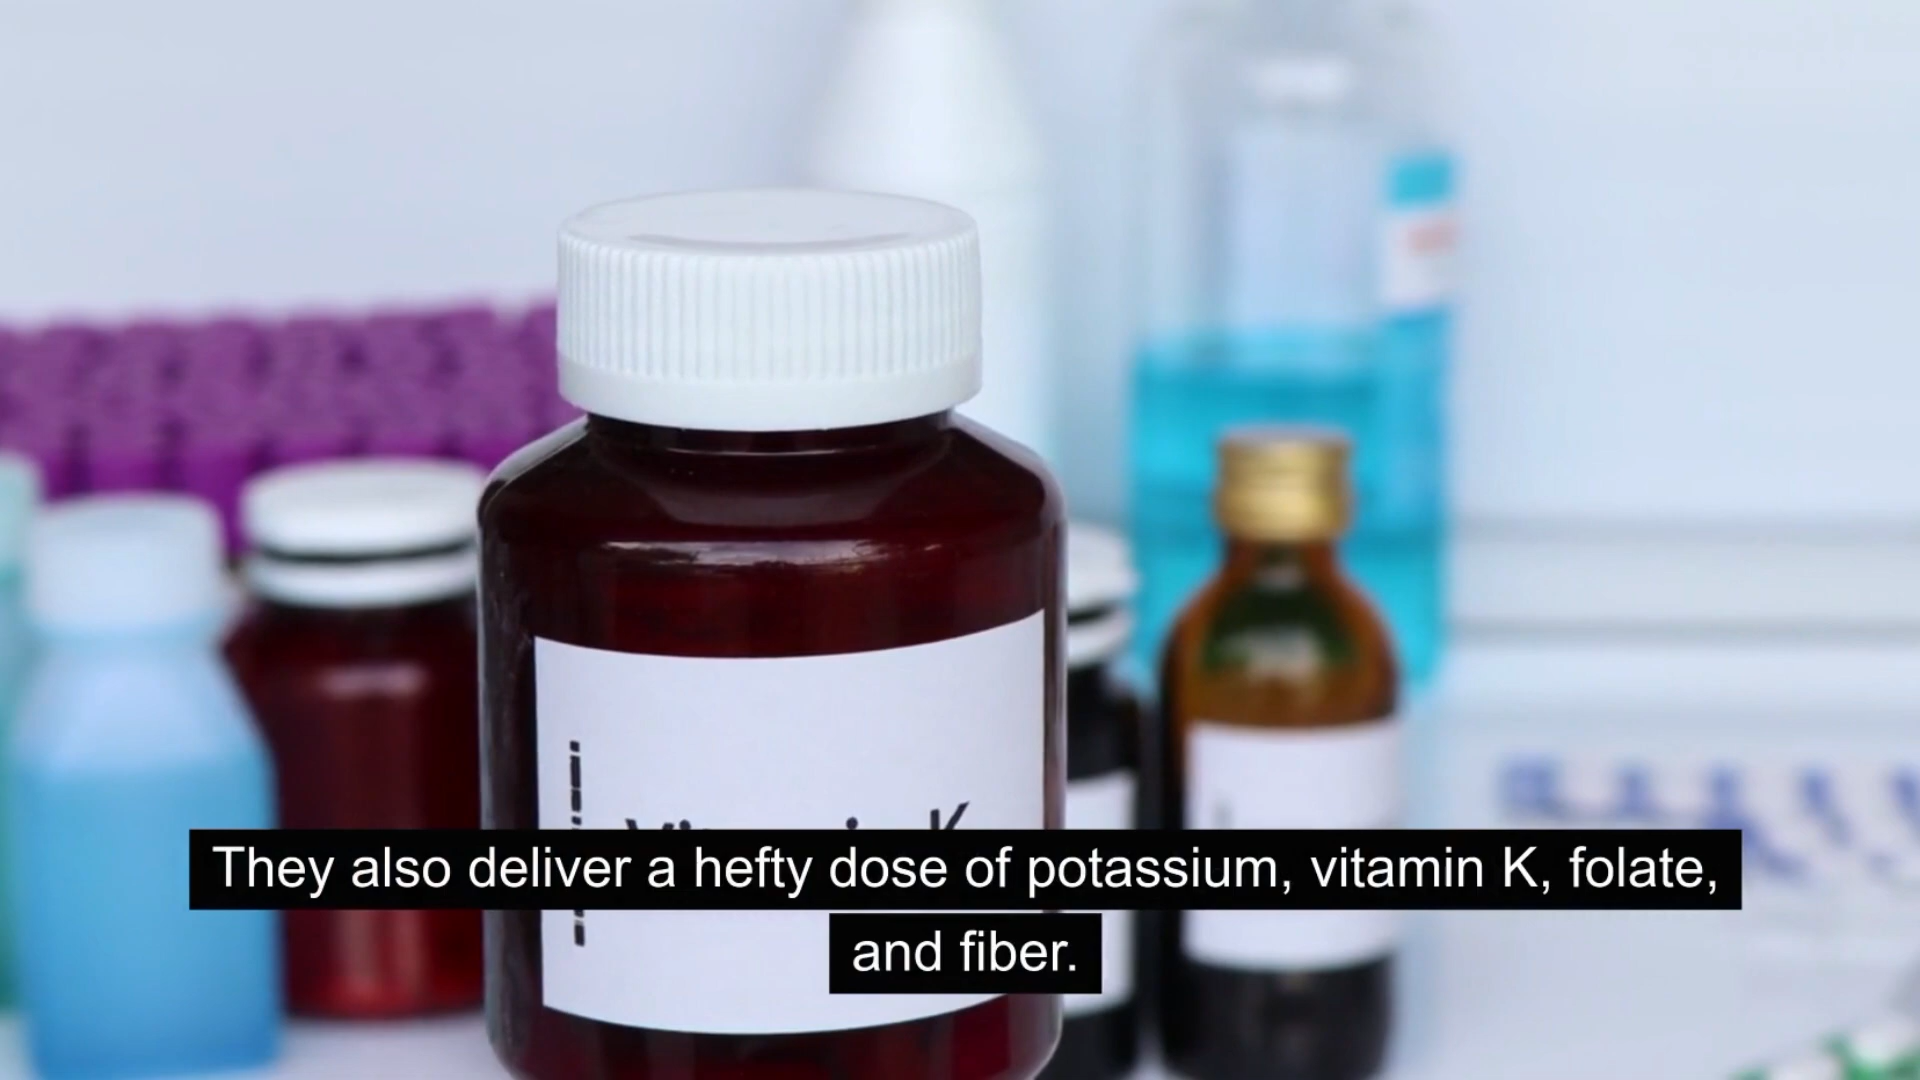 They also deliver a hefty dose of potassium, vitamin K, folate,
and fiber.